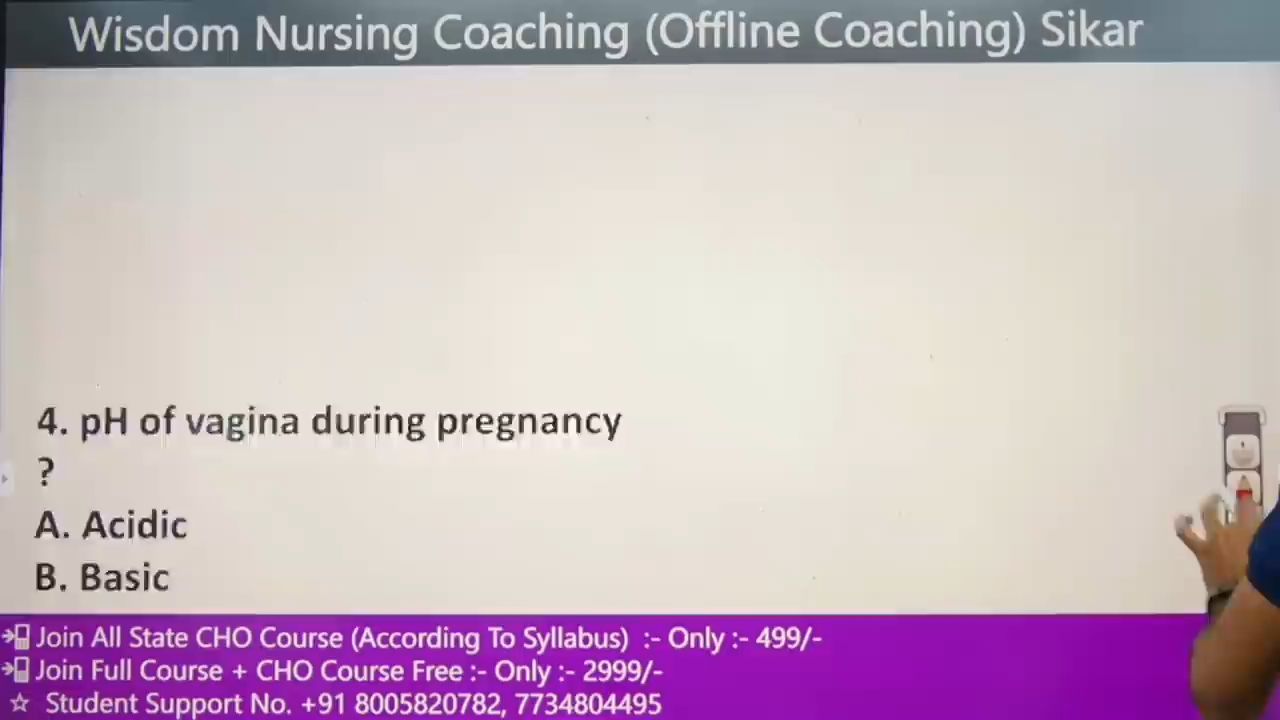 Wisdom Nursing Coaching (Offline Coaching) Sikar
4. pH of vagina during pregnancy
?
A. Acidic
B. Basic
Join All State CHO Course (According To Syllabus) :- Only :- 499/-
Join Full Course + CHO Course Free :- Only :- 2999/-
☆ Student Support No. +91 8005820782, 7734804495